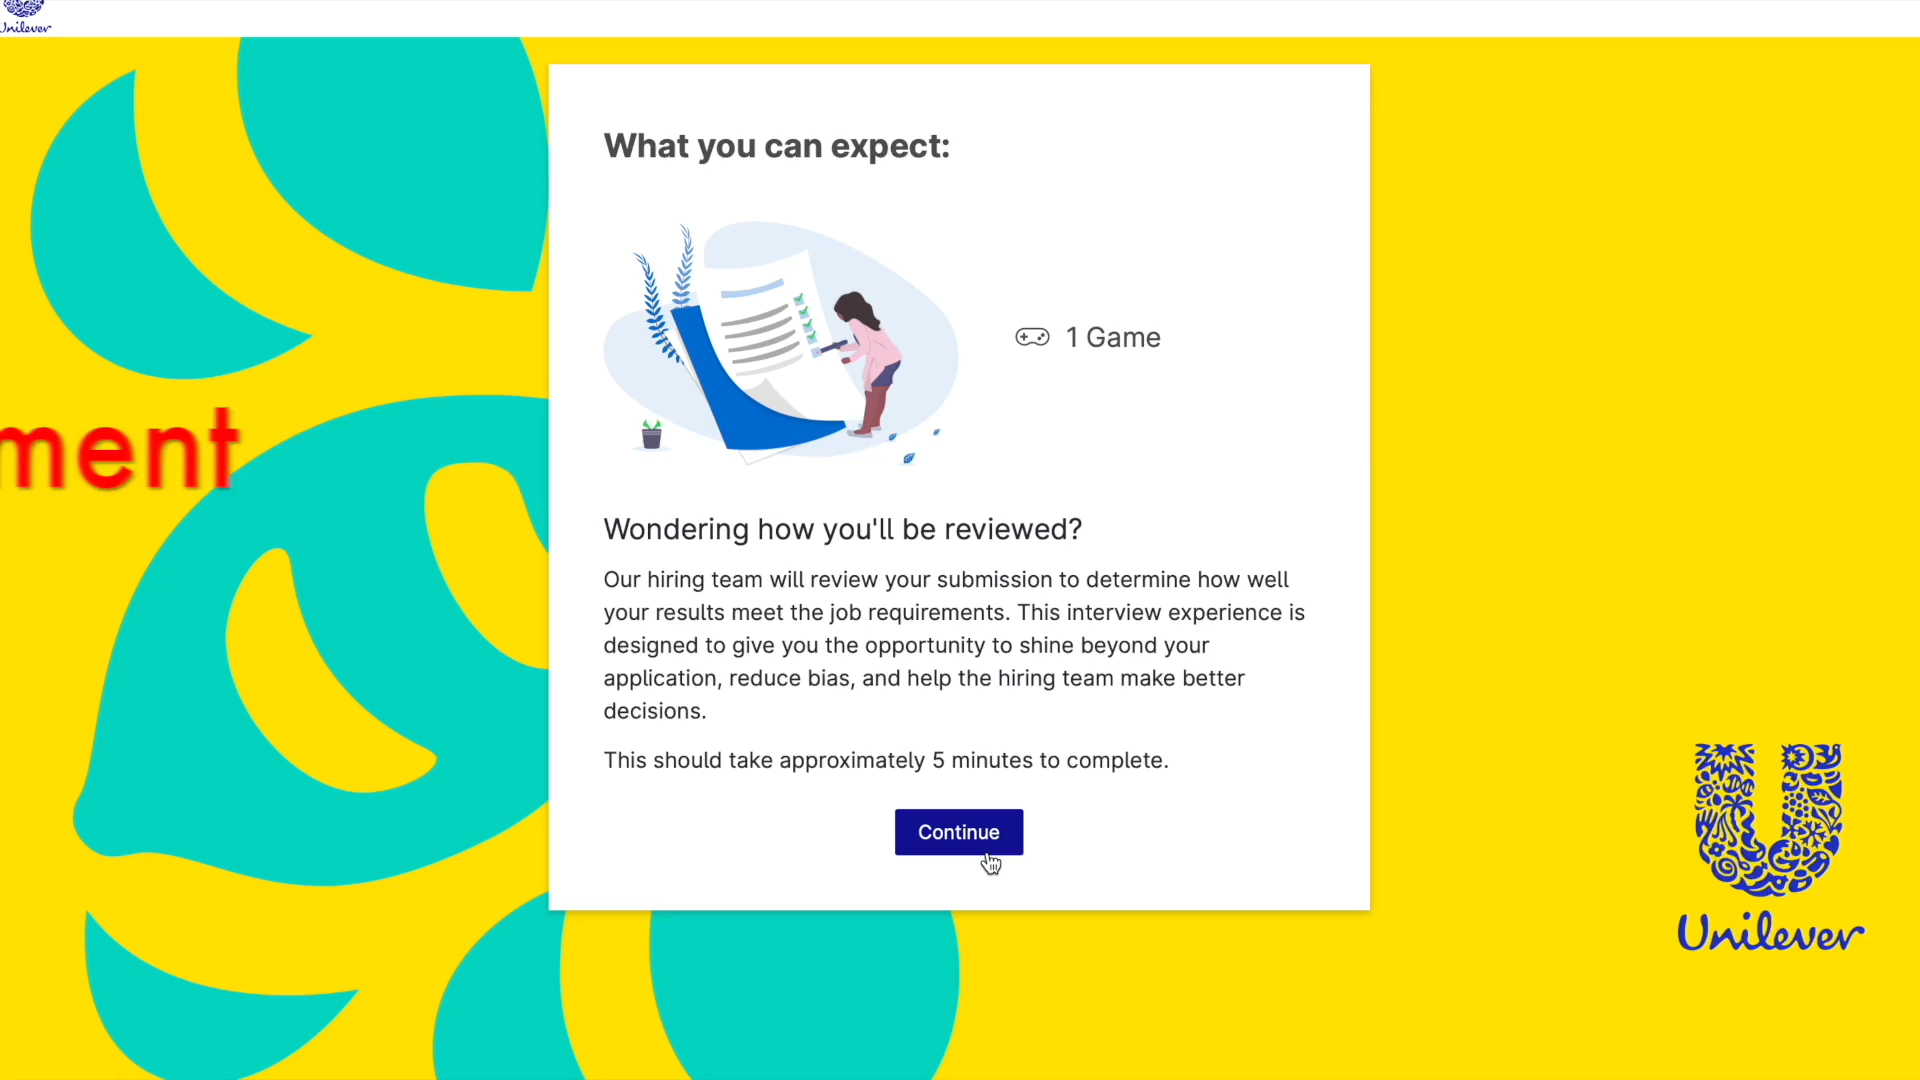 Unilever
What you can expect:
1 Game
ment
Wondering how you'll be reviewed?
Our hiring team will review your submission to determine how well
your results meet the job requirements. This interview experience is
designed to give you the opportunity to shine beyond your
application, reduce bias, and help the hiring team make better
decisions.
This should take approximately 5 minutes to complete.
Continue
Unilever